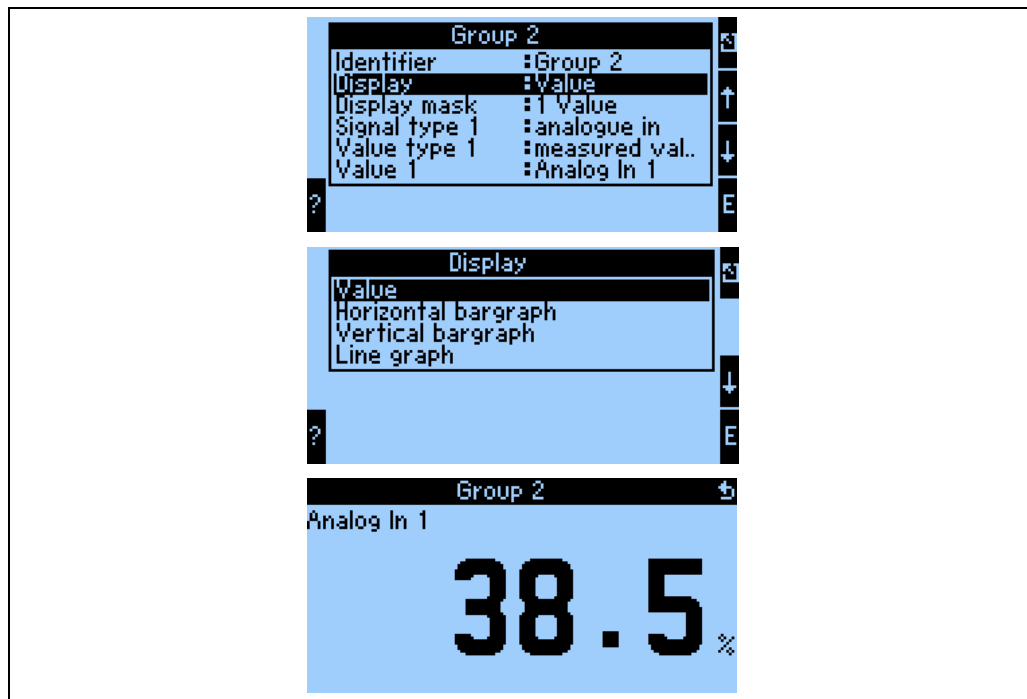 Group 2
Identifier :Group 2
Display :Value
Display mask :1 Value
Signal type 1 :analogue in
Value type 1 :measured val..
Value 1 :Analog In 1
↑
↓
?
E
Display
Value
Horizontal bargraph
Vertical bargraph
Line graph
↓
?
E
Group 2
Analog In 1
38.5 %